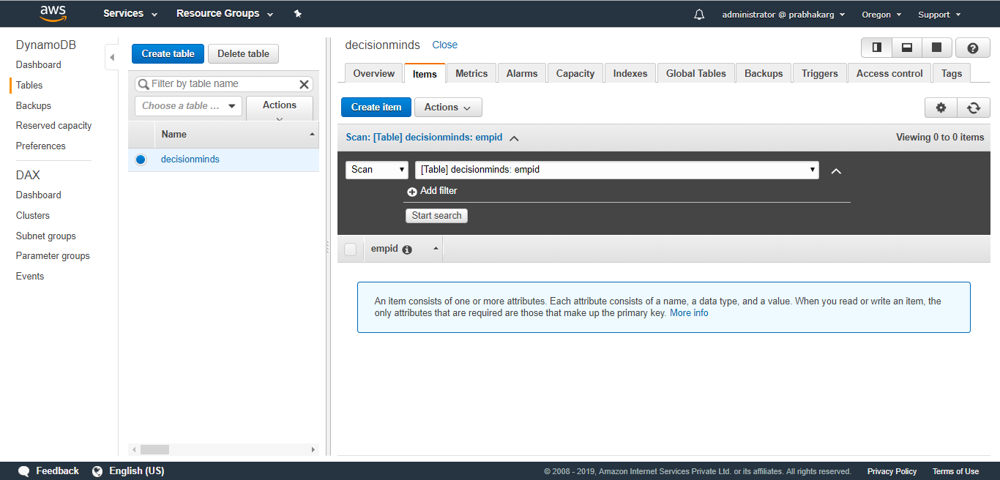 aws Services Resource Groups administrator @ prabhakarg Oregon Support
DynamoDB
Dashboard
Tables
Backups
Reserved capacity
Preferences
DAX
Dashboard
Clusters
Subnet groups
Parameter groups
Events
Create table Delete table
Filter by table name
Choose a table ... Actions
Name
decisionminds
decisionminds Close
Overview Items Metrics Alarms Capacity Indexes Global Tables Backups Triggers Access control Tags
Create item Actions
Scan: [Table] decisionminds: empid Viewing 0 to 0 items
Scan [Table] decisionminds: empid
Add filter
Start search
empid
An item consists of one or more attributes. Each attribute consists of a name, a data type, and a value. When you read or write an item, the
only attributes that are required are those that make up the primary key. More info
Feedback English (US) © 2008 - 2019, Amazon Internet Services Private Ltd. or its affiliates. All rights reserved. Privacy Policy Terms of Use